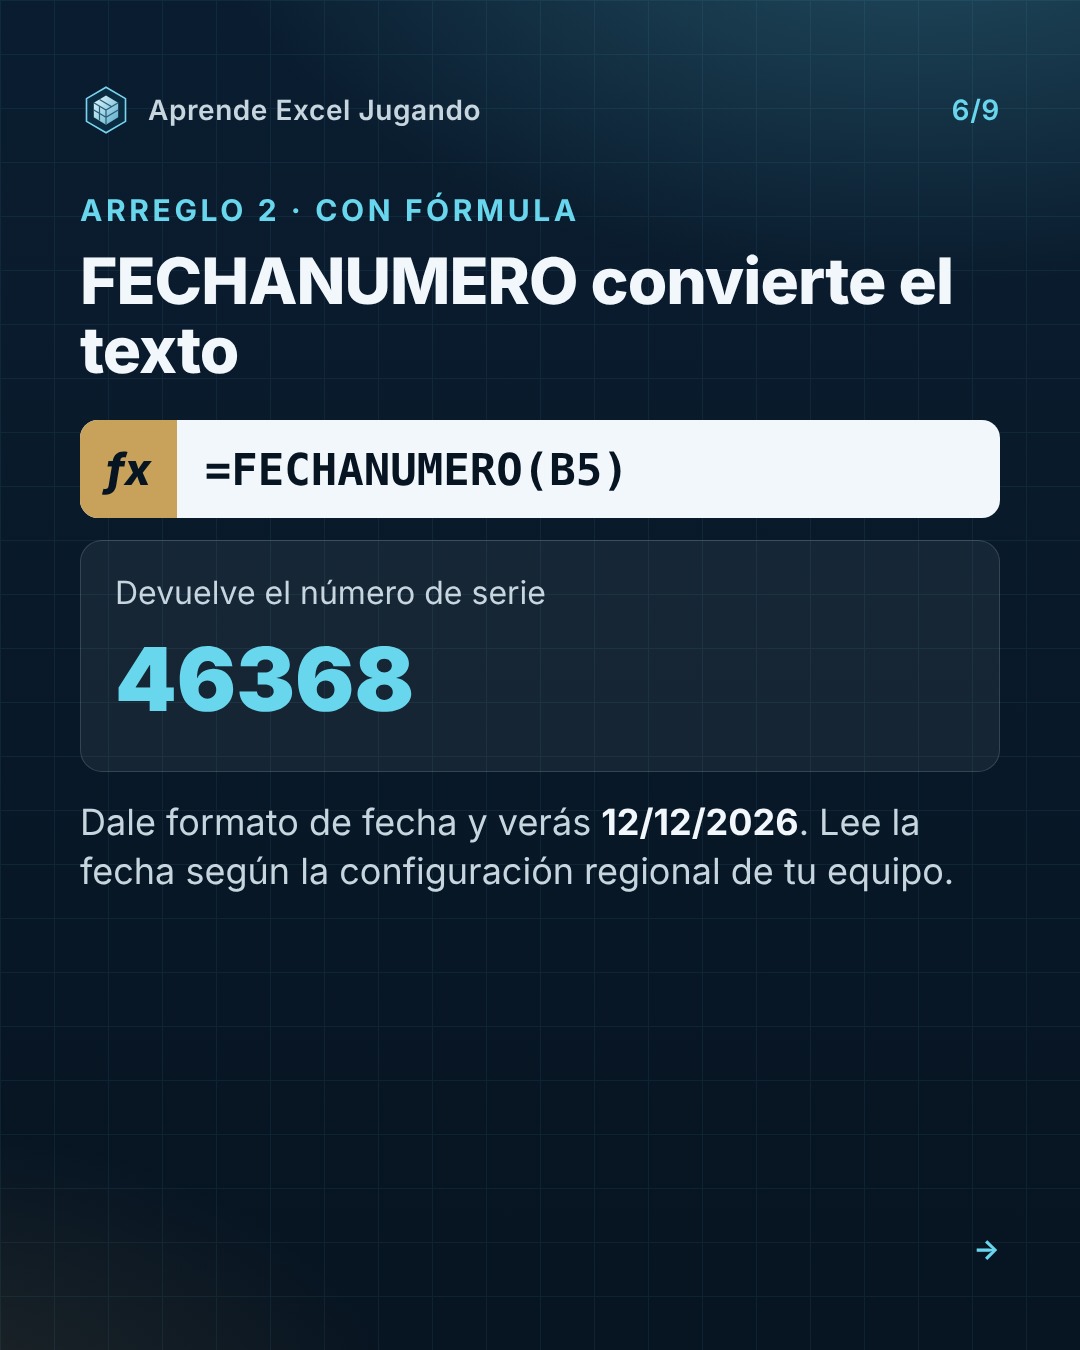 Aprende Excel Jugando
6/9
ARREGLO 2 · CON FÓRMULA
FECHANUMERO convierte el
texto
fx =FECHANUMERO(B5)
Devuelve el número de serie
46368
Dale formato de fecha y verás 12/12/2026. Lee la
fecha según la configuración regional de tu equipo.
→